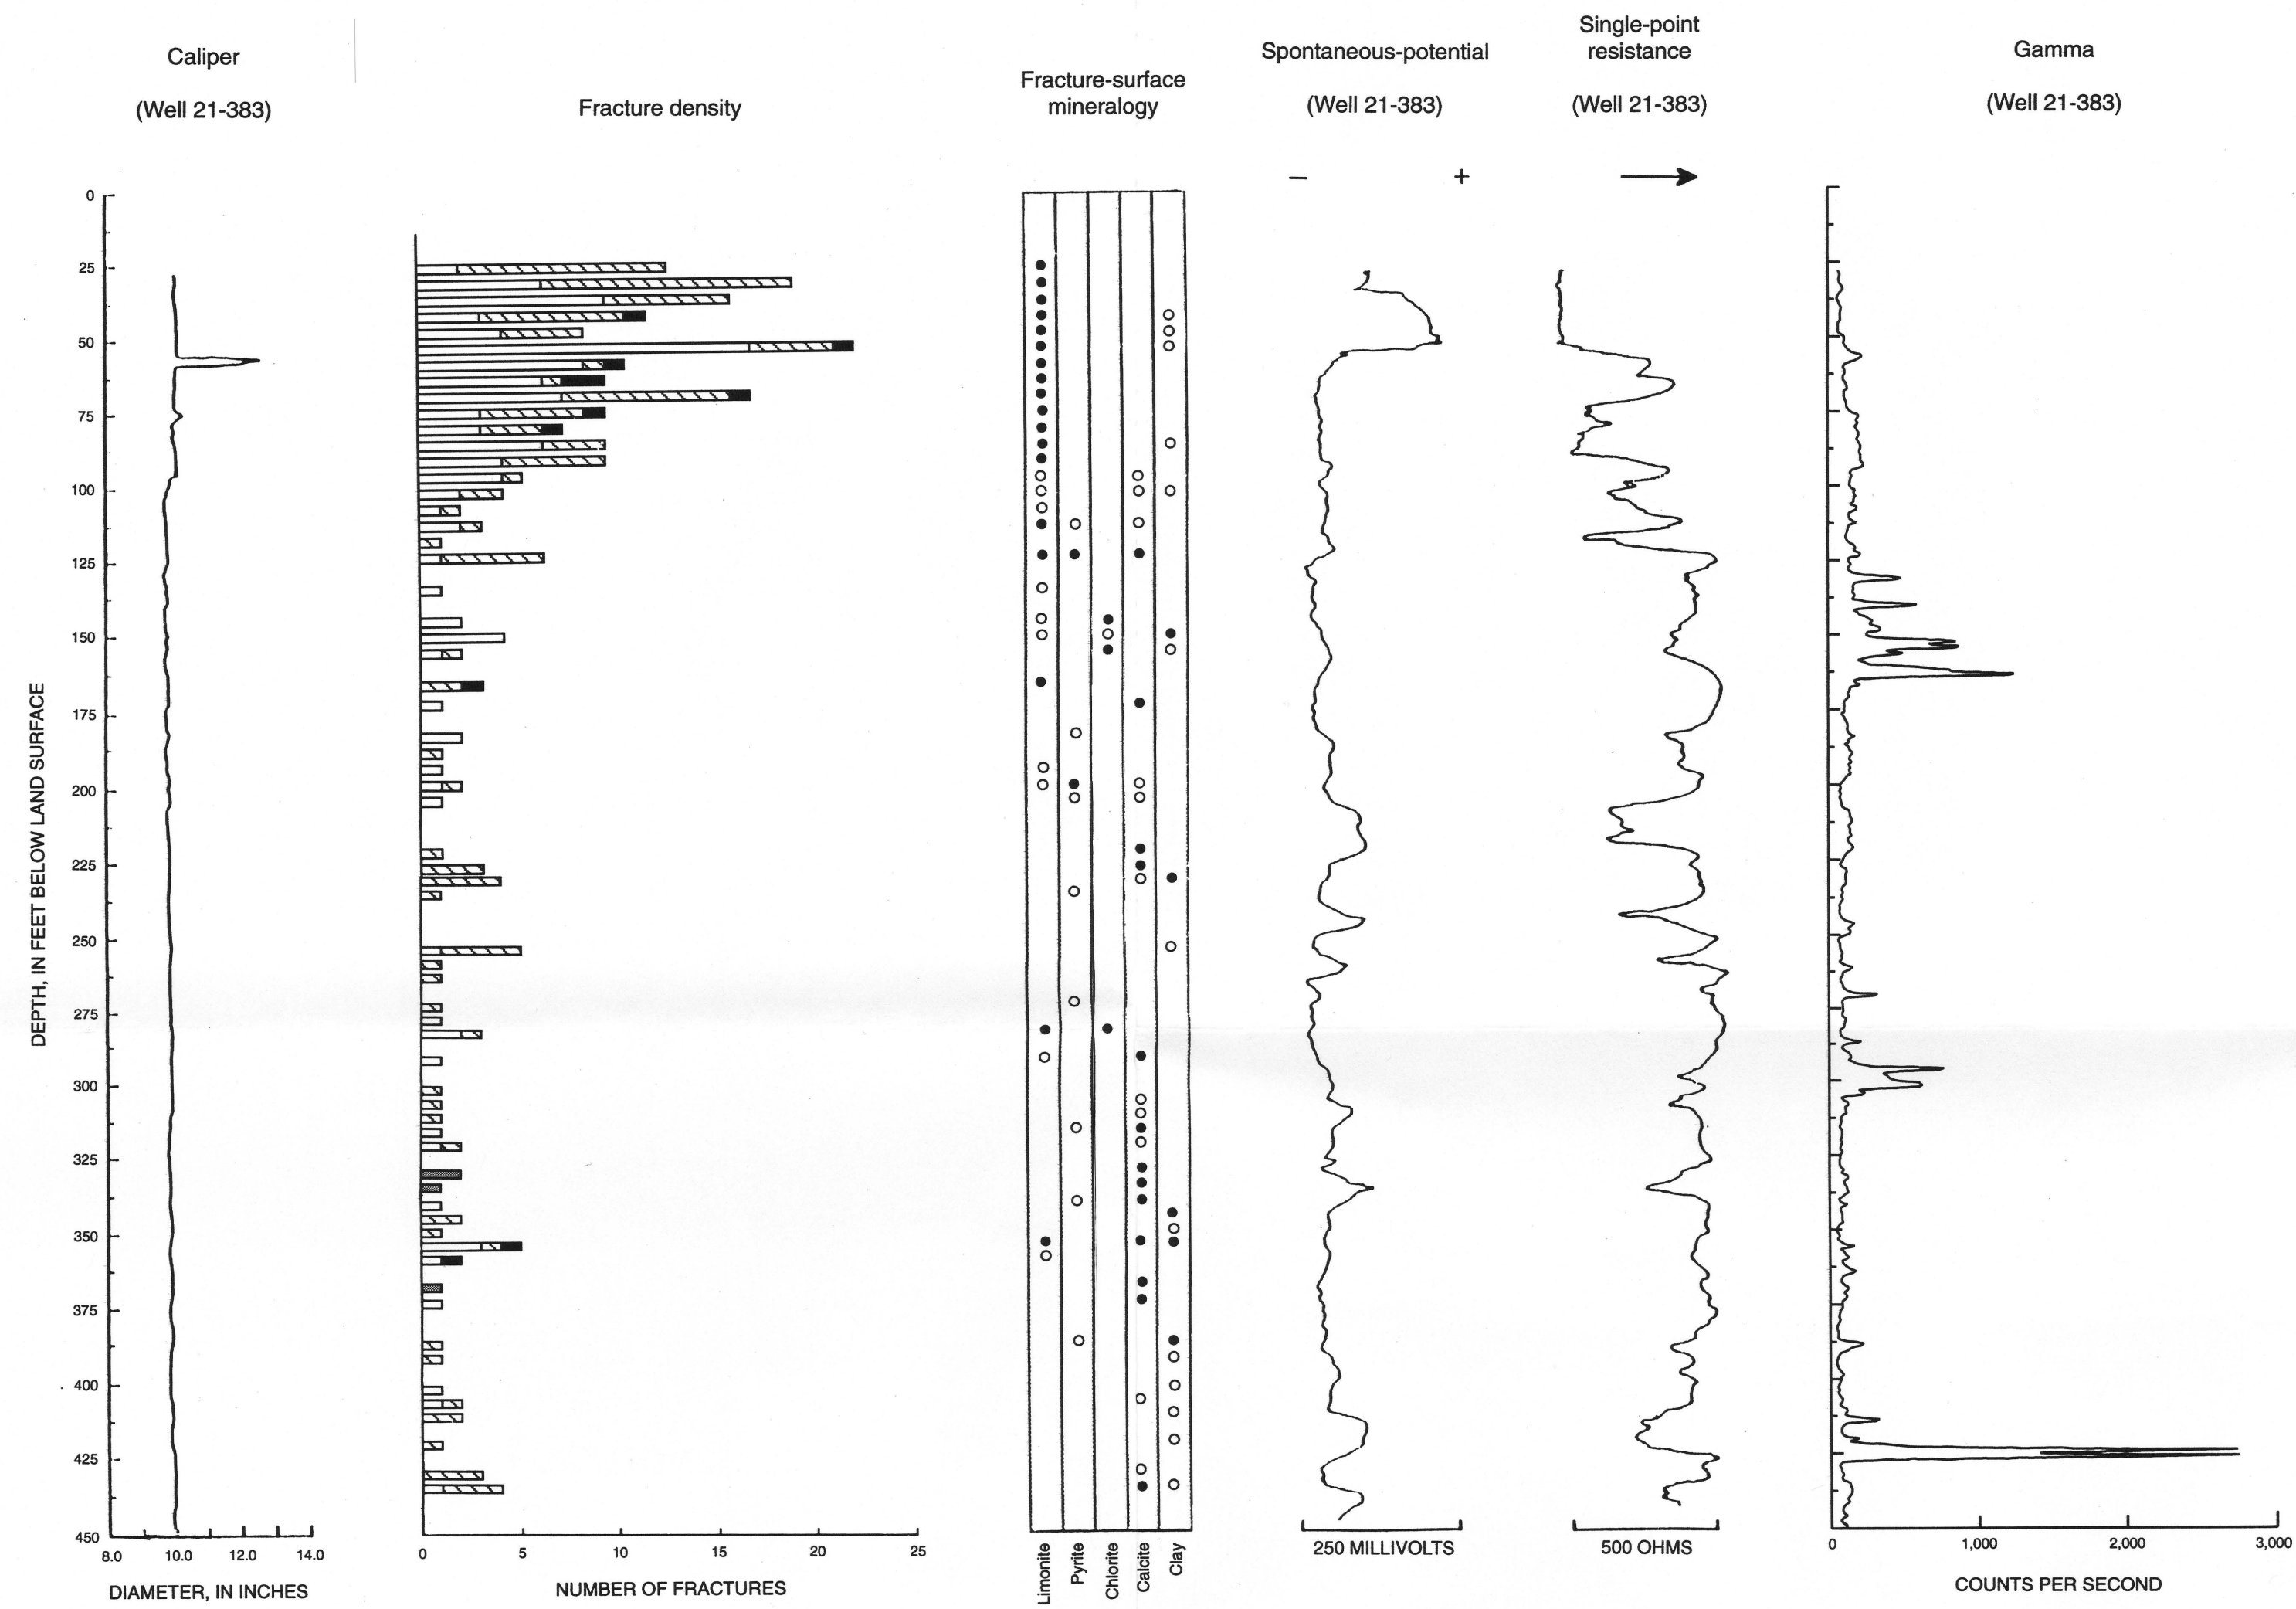 Caliper
(Well 21-383)
Fracture density
Fracture-surface
mineralogy
Spontaneous-potential
(Well 21-383)
Single-point
resistance
(Well 21-383)
Gamma
(Well 21-383)
− +
DEPTH, IN FEET BELOW LAND SURFACE
0
25
50
75
100
125
150
175
200
225
250
275
300
325
350
375
400
425
450
8.0 10.0 12.0 14.0
DIAMETER, IN INCHES
0 5 10 15 20 25
NUMBER OF FRACTURES
Limonite
Pyrite
Chlorite
Calcite
Clay
250 MILLIVOLTS
500 OHMS
0 1,000 2,000 3,000
COUNTS PER SECOND